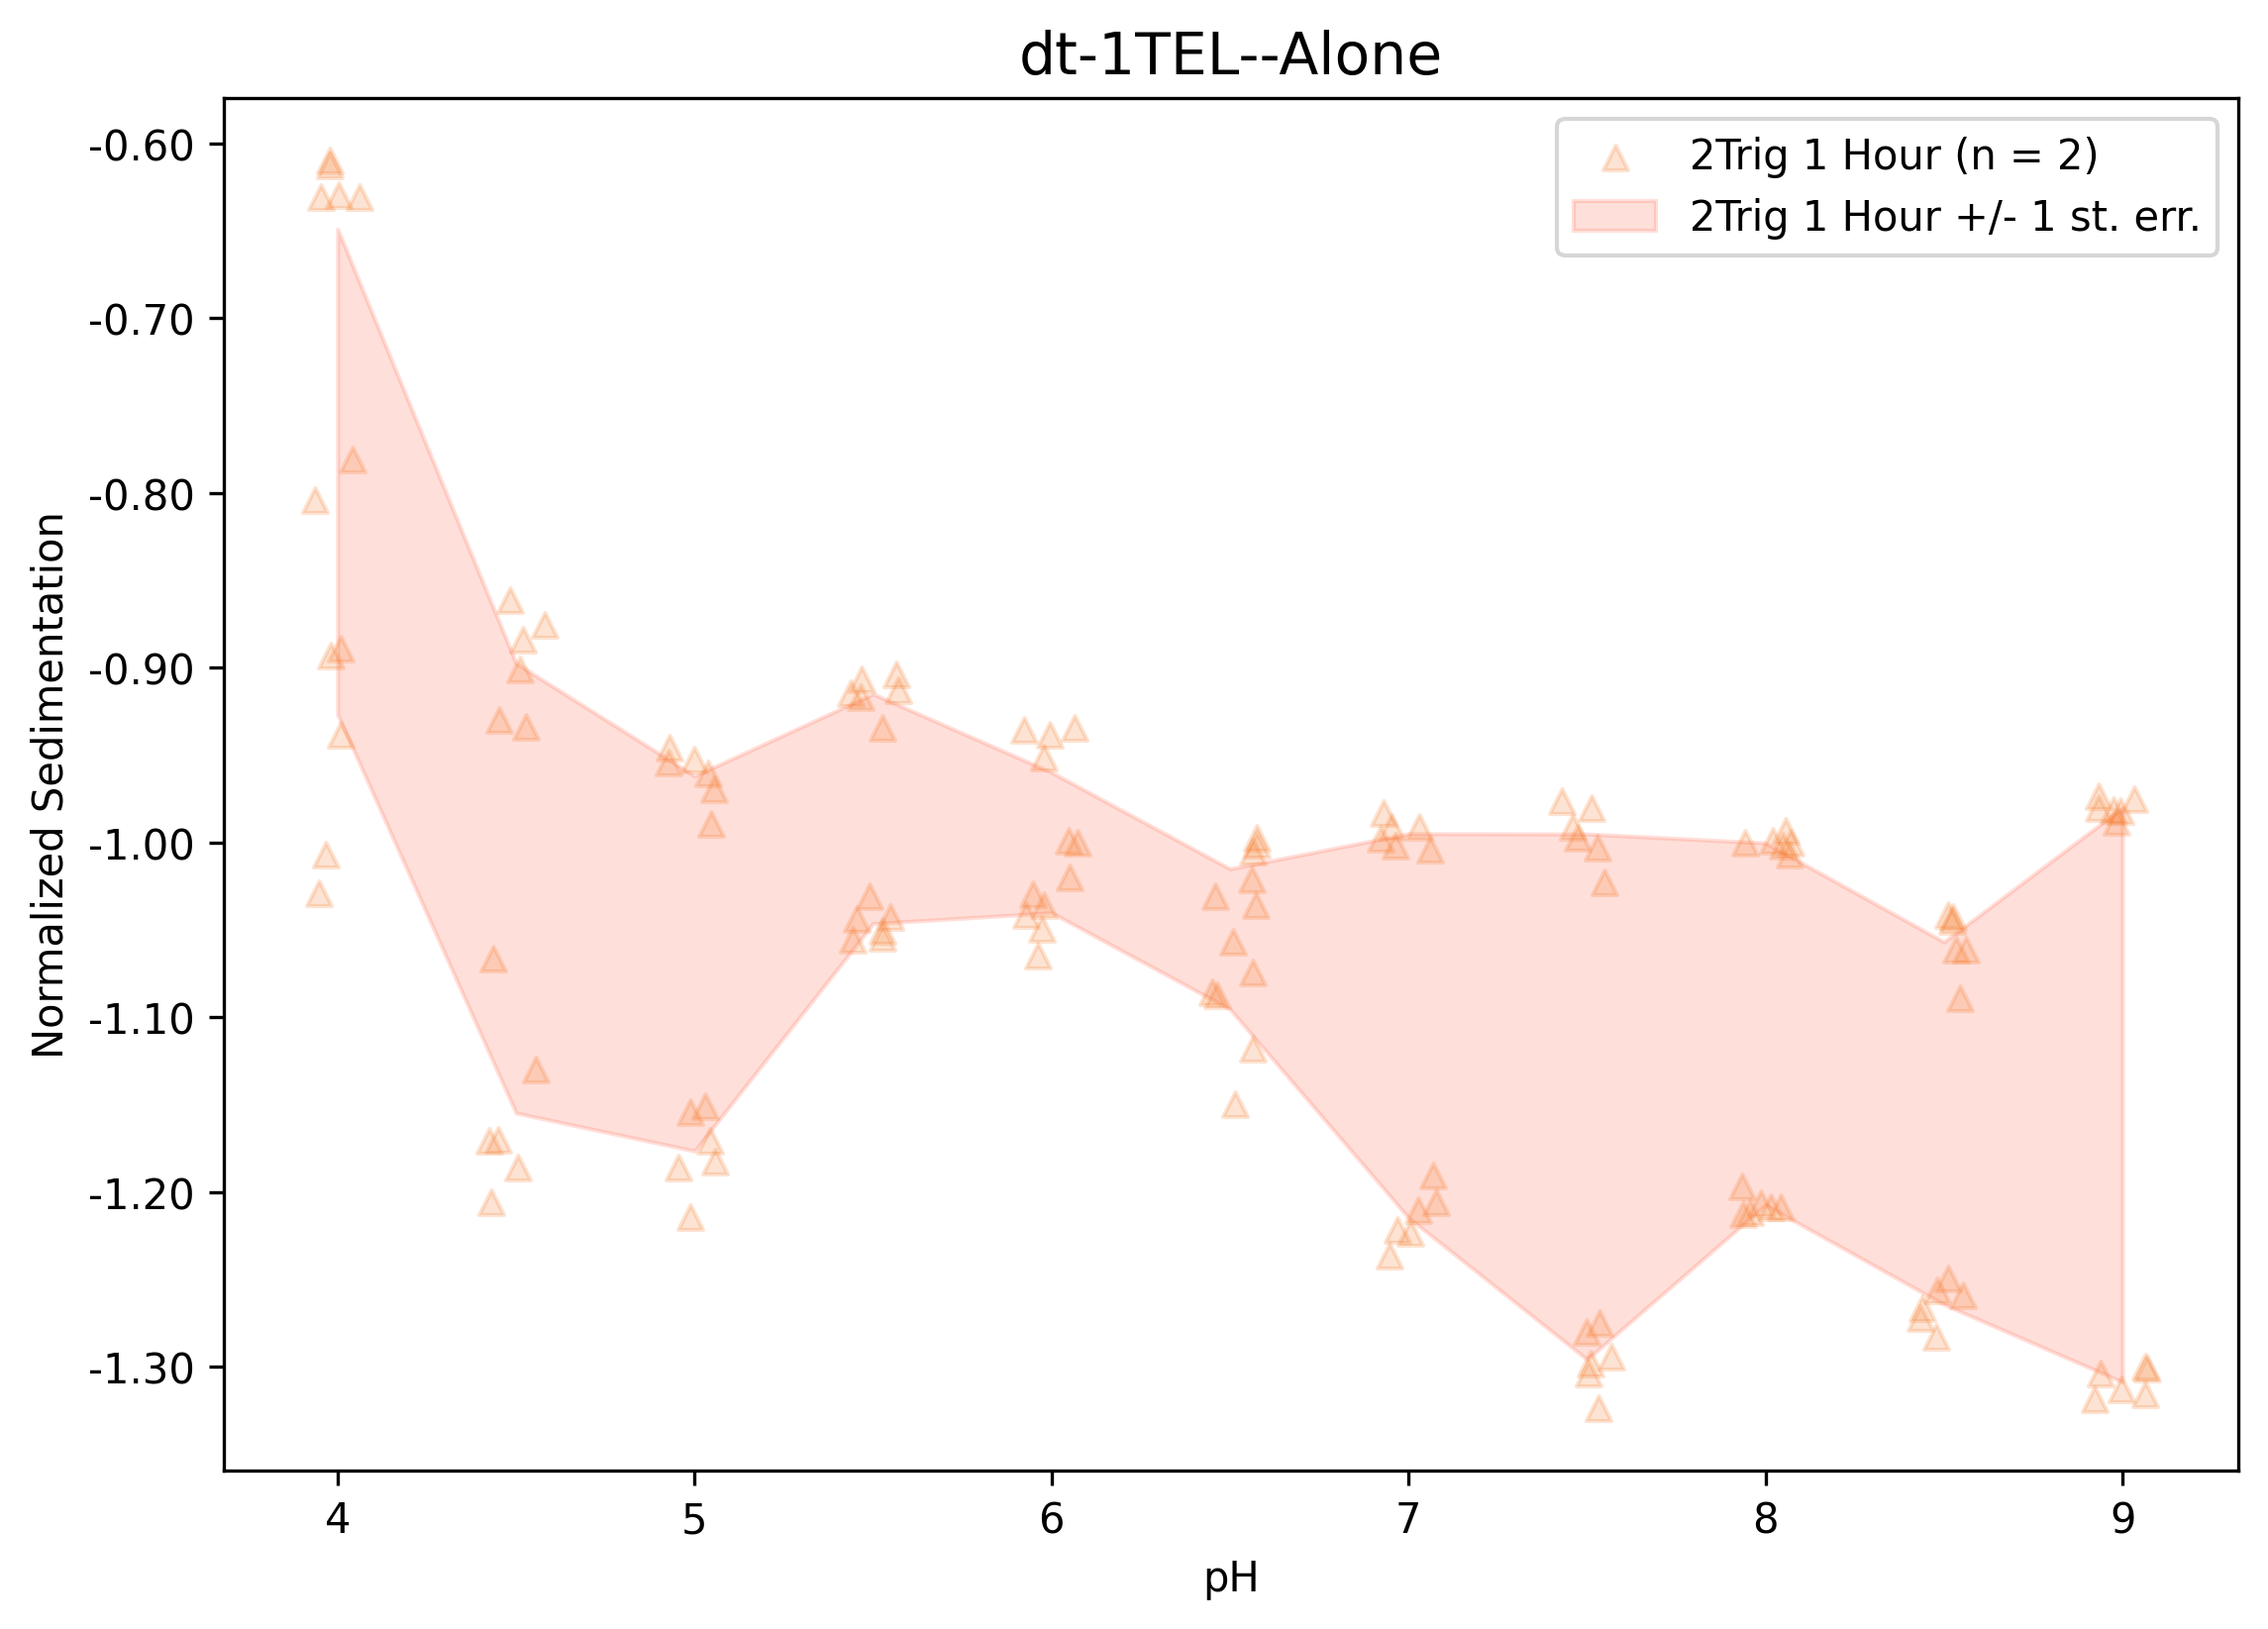 dt-1TEL--Alone
2Trig 1 Hour (n = 2)
2Trig 1 Hour +/- 1 st. err.
Normalized Sedimentation
-0.60
-0.70
-0.80
-0.90
-1.00
-1.10
-1.20
-1.30
4 5 6 7 8 9
pH